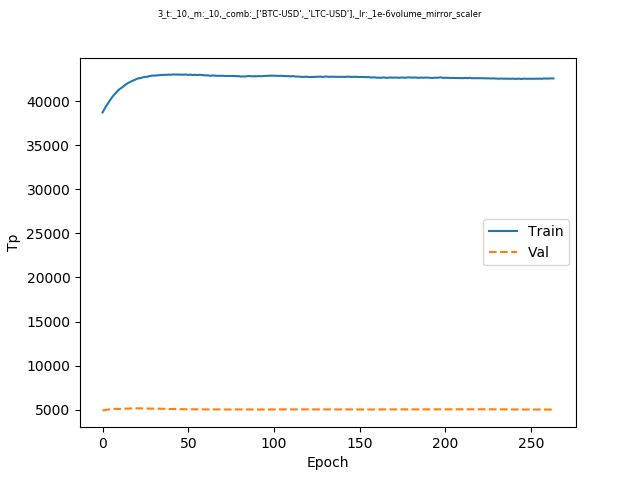 3_t:_10,_m:_10,_comb:_['BTC-USD',_'LTC-USD'],_lr:_1e-6volume_mirror_scaler
40000
35000
30000
25000
20000
15000
10000
5000
Tp
Train
Val
0 50 100 150 200 250
Epoch